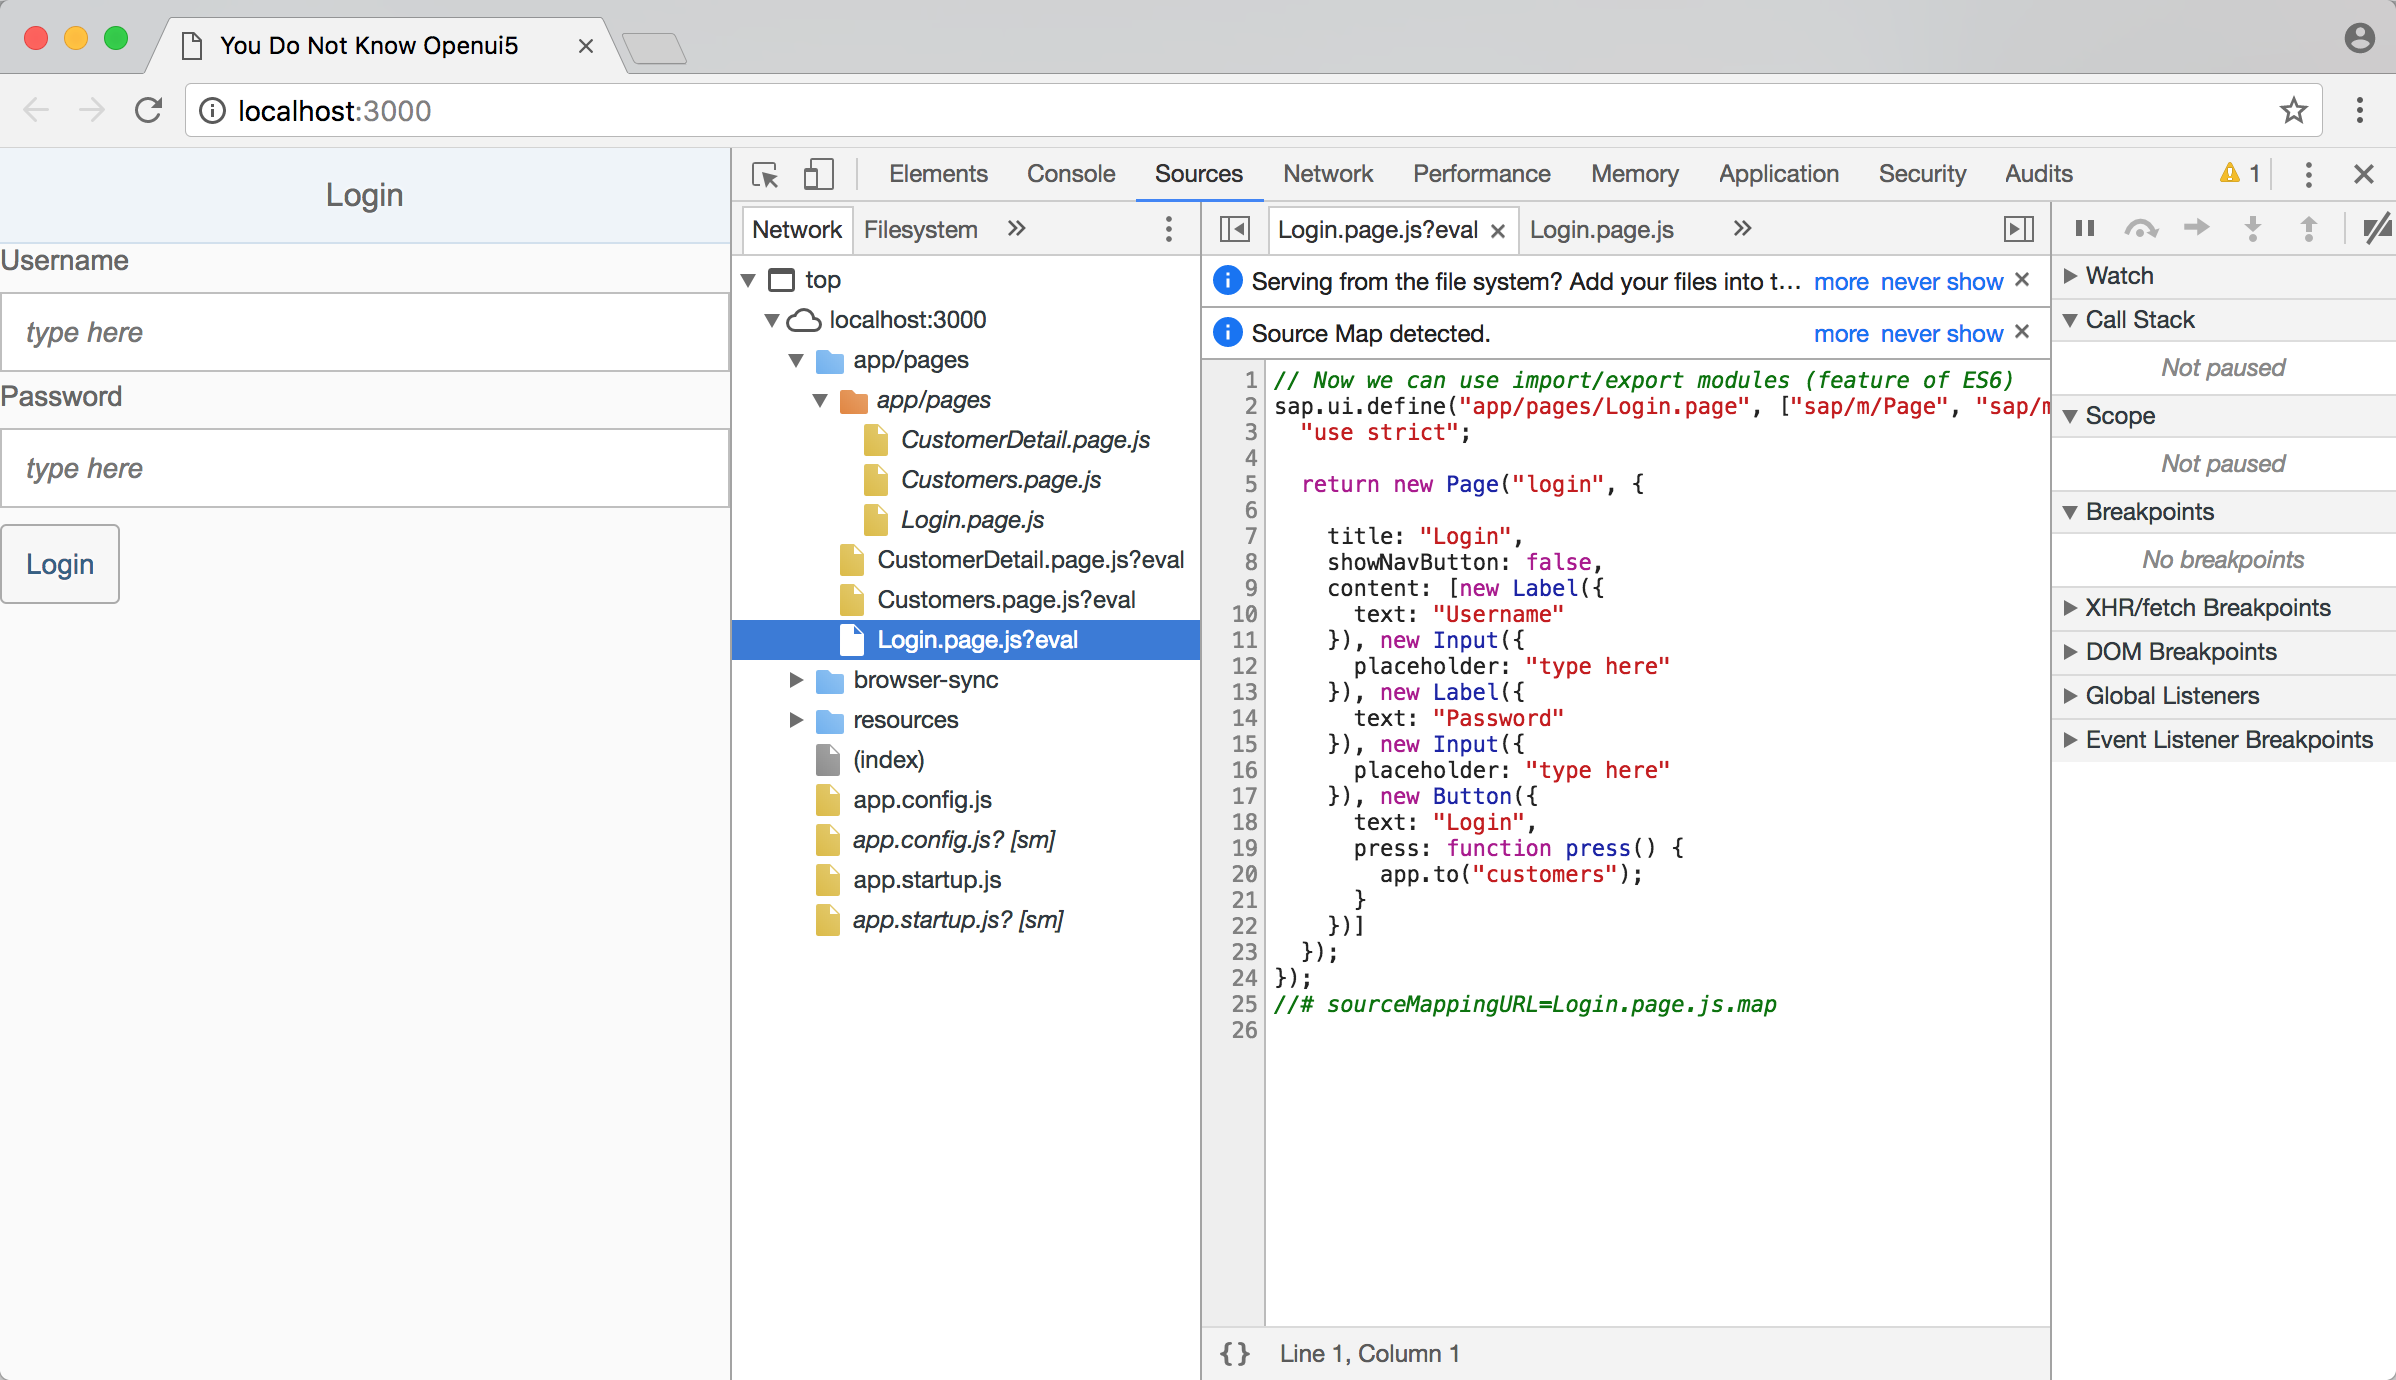 You Do Not Know Openui5
localhost:3000
Login
Username
type here
Password
type here
Login
Elements Console Sources Network Performance Memory Application Security Audits 1
Network Filesystem
top
localhost:3000
app/pages
app/pages
CustomerDetail.page.js
Customers.page.js
Login.page.js
CustomerDetail.page.js?eval
Customers.page.js?eval
Login.page.js?eval
browser-sync
resources
(index)
app.config.js
app.config.js? [sm]
app.startup.js
app.startup.js? [sm]
Login.page.js?eval Login.page.js
Serving from the file system? Add your files into t… more never show
Source Map detected. more never show
1 // Now we can use import/export modules (feature of ES6)
2 sap.ui.define("app/pages/Login.page", ["sap/m/Page", "sap/m
3 "use strict";
4
5 return new Page("login", {
6
7 title: "Login",
8 showNavButton: false,
9 content: [new Label({
10 text: "Username"
11 }), new Input({
12 placeholder: "type here"
13 }), new Label({
14 text: "Password"
15 }), new Input({
16 placeholder: "type here"
17 }), new Button({
18 text: "Login",
19 press: function press() {
20 app.to("customers");
21 }
22 })]
23 });
24 });
25 //# sourceMappingURL=Login.page.js.map
26
{} Line 1, Column 1
Watch
Call Stack
Not paused
Scope
Not paused
Breakpoints
No breakpoints
XHR/fetch Breakpoints
DOM Breakpoints
Global Listeners
Event Listener Breakpoints